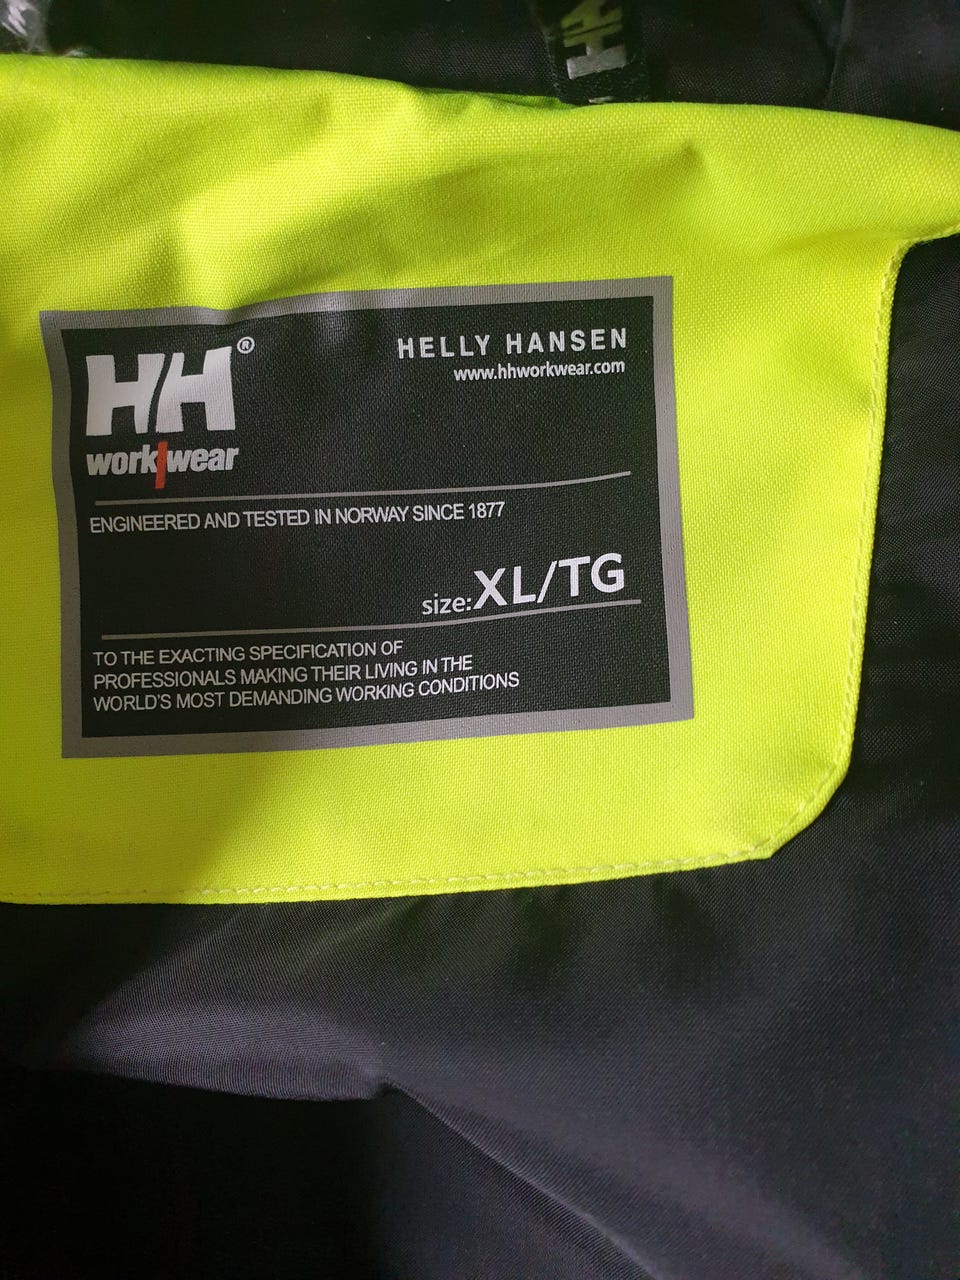 HH
HH®
work/wear
HELLY HANSEN
www.hhworkwear.com
ENGINEERED AND TESTED IN NORWAY SINCE 1877
size:XL/TG
TO THE EXACTING SPECIFICATION OF
PROFESSIONALS MAKING THEIR LIVING IN THE
WORLD'S MOST DEMANDING WORKING CONDITIONS